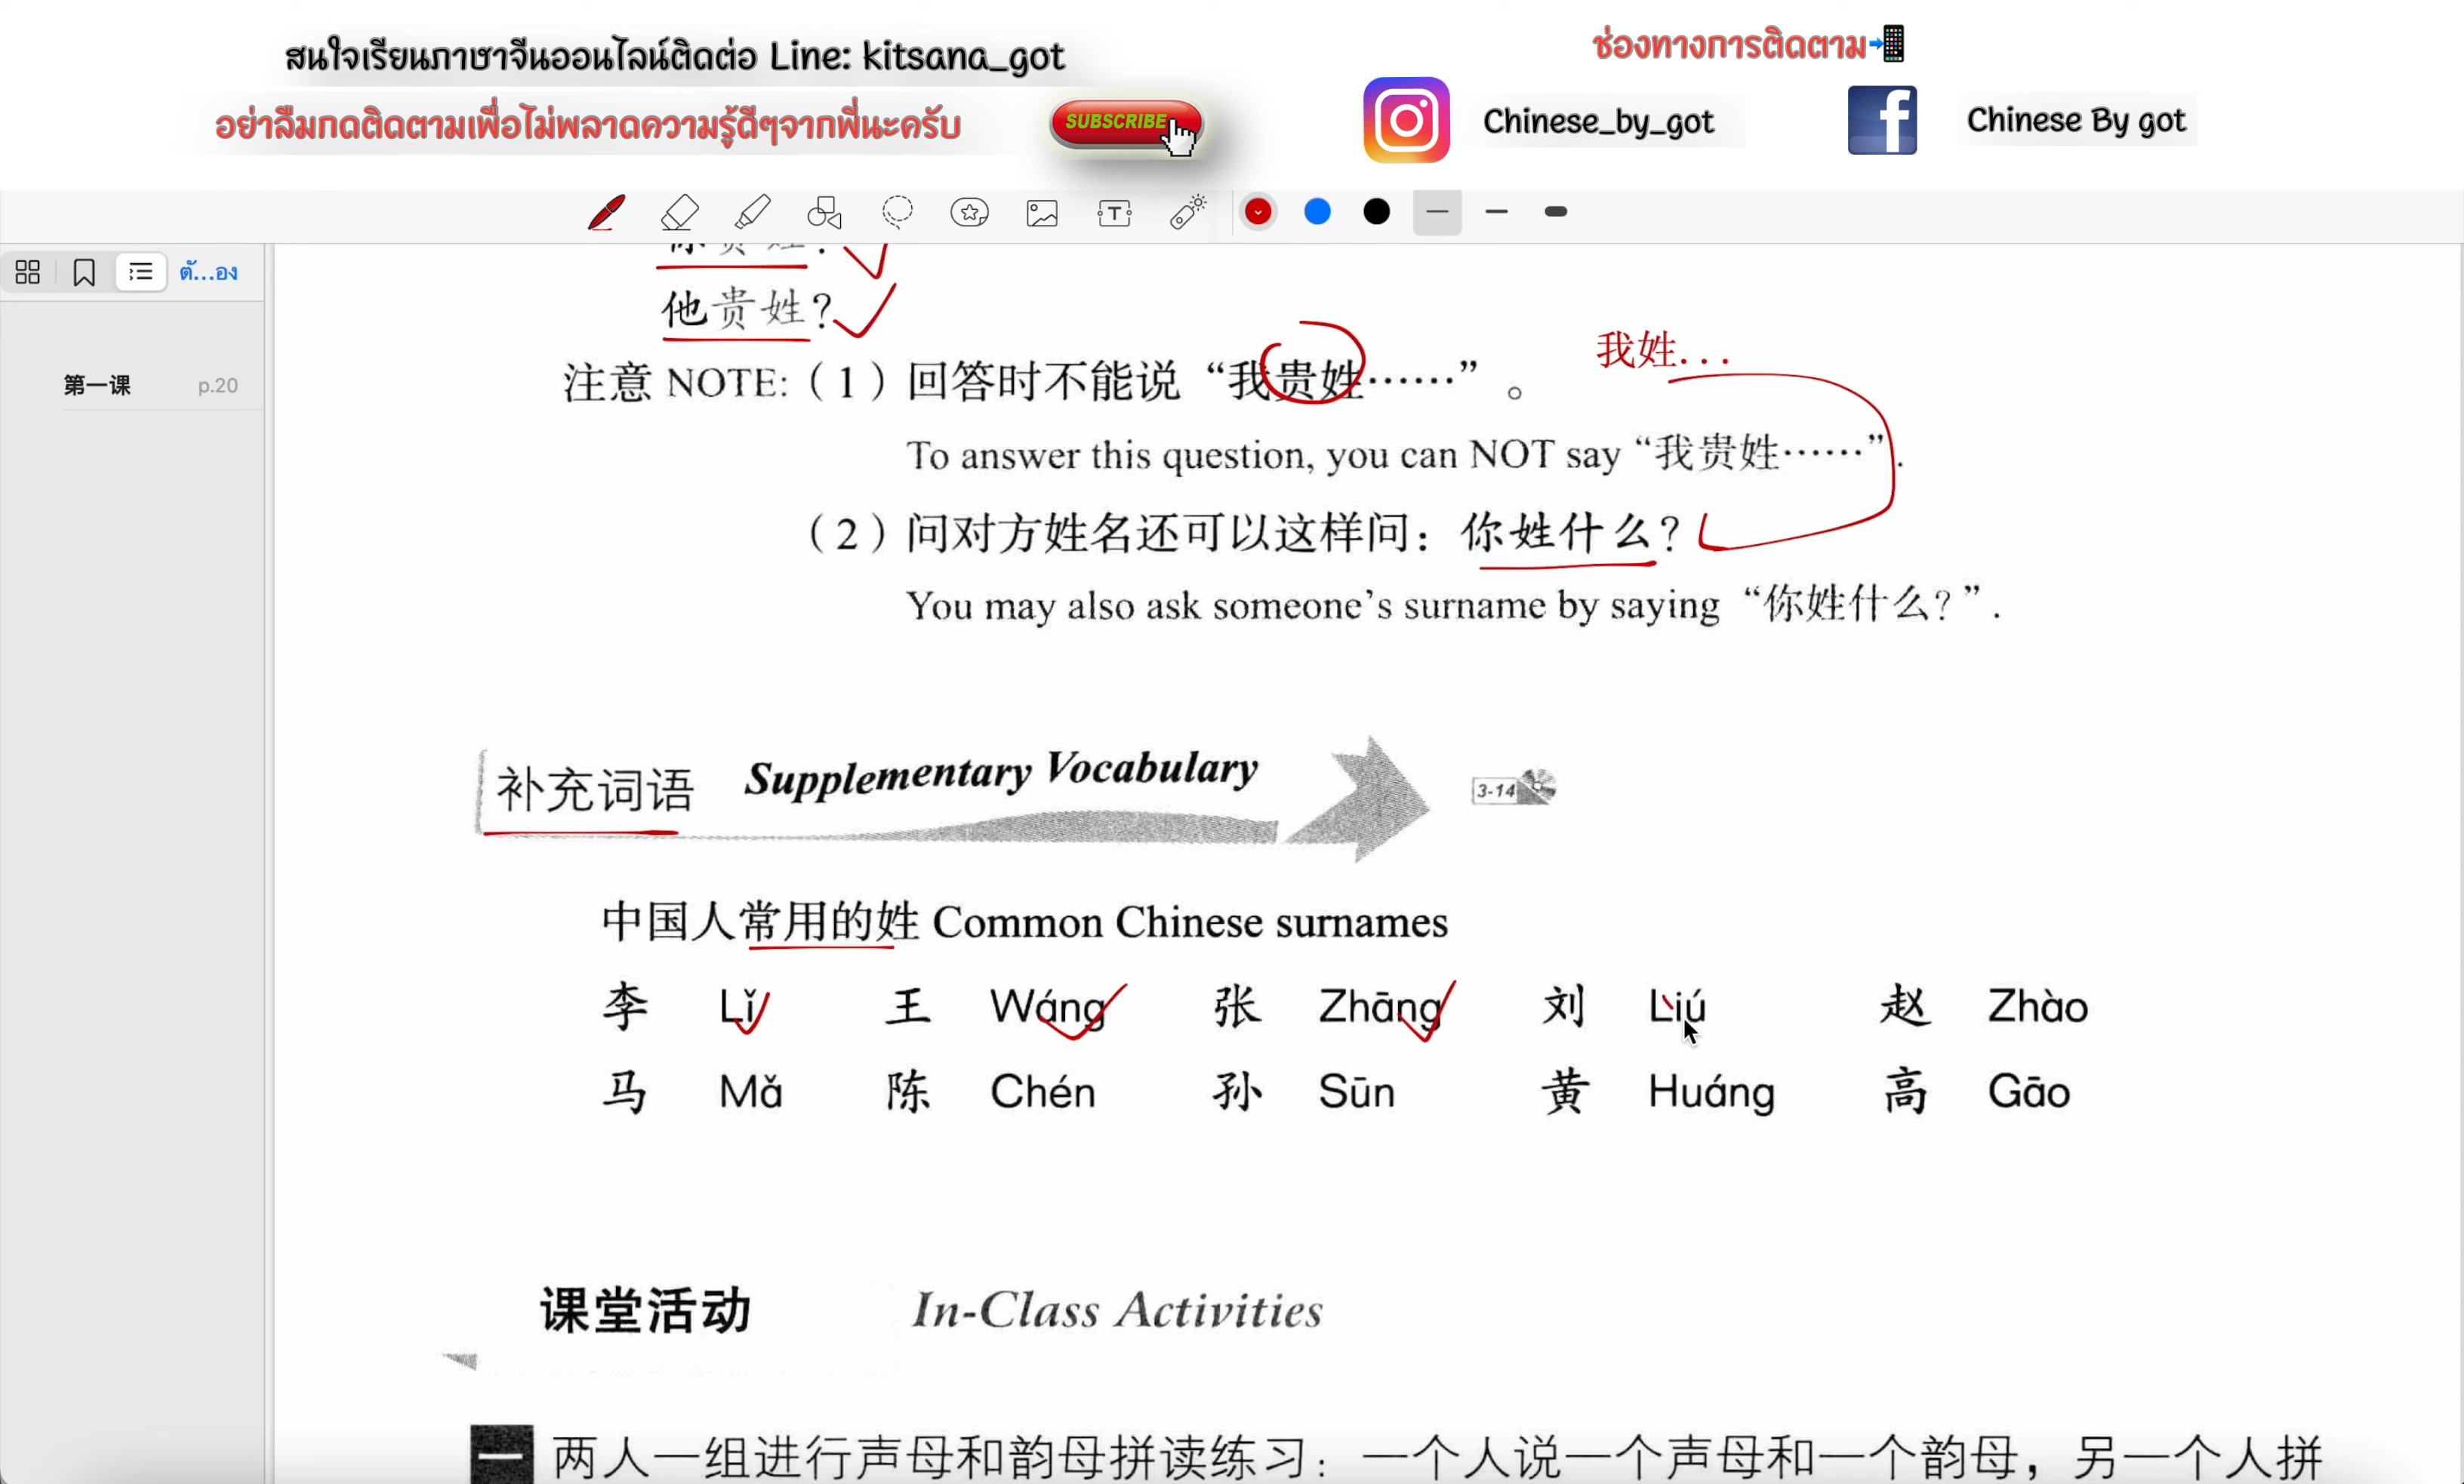 สนใจเรียนภาษาจีนออนไลน์ติดต่อ Line: kitsana_got
ช่องทางการติดตาม
อย่าลืมกดติดตามเพื่อไม่พลาดความรู้ดีๆจากพี่นะครับ
SUBSCRIBE
Chinese_by_got
Chinese By got
ตั...อง
第一课 p.20
你贵姓？
他贵姓？
我姓...
注意 NOTE:（1）回答时不能说“我贵姓……”。
To answer this question, you can NOT say “我贵姓……”.
（2）问对方姓名还可以这样问：你姓什么？
You may also ask someone’s surname by saying “你姓什么？”.
补充词语 Supplementary Vocabulary 3-14
中国人常用的姓 Common Chinese surnames
李 Lǐ 王 Wáng 张 Zhāng 刘 Liú 赵 Zhào
马 Mǎ 陈 Chén 孙 Sūn 黄 Huáng 高 Gāo
课堂活动 In-Class Activities
一 两人一组进行声母和韵母拼读练习：一个人说一个声母和一个韵母，另一个人拼